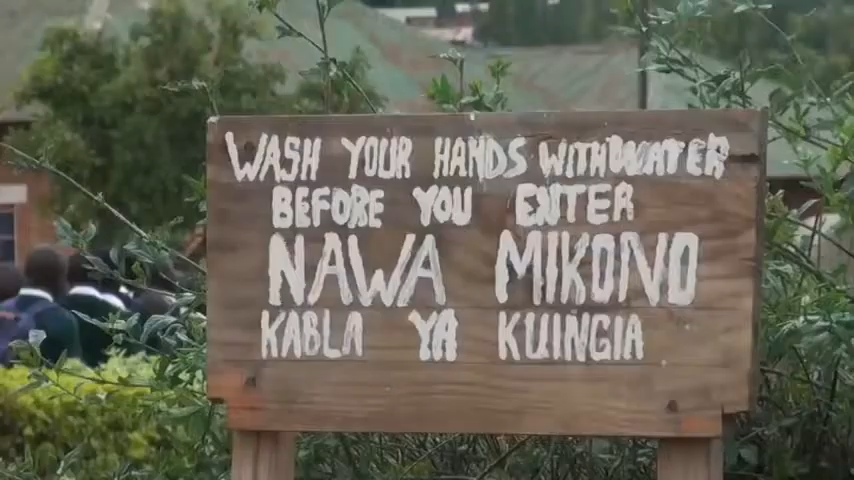 WASH YOUR HANDS WITH WATER
BEFORE YOU ENTER
NAWA MIKONO
KABLA YA KUINGIA